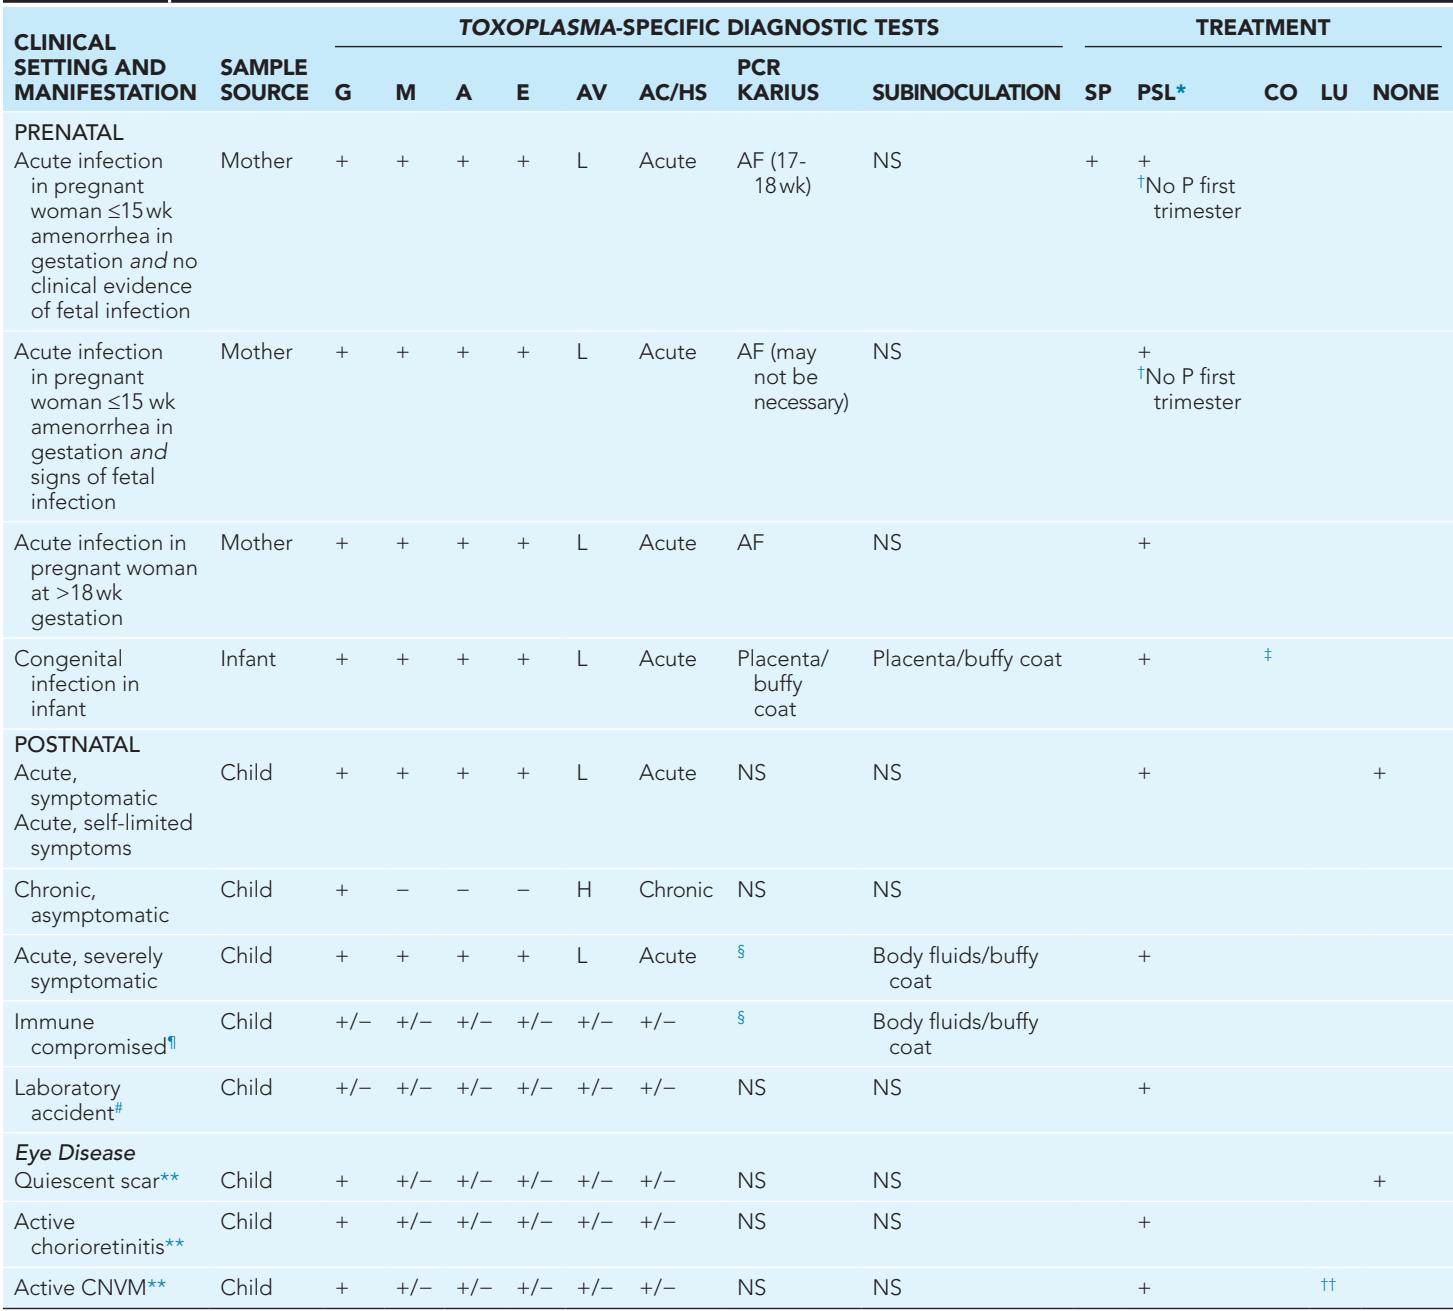 TOXOPLASMA-SPECIFIC DIAGNOSTIC TESTS TREATMENT
CLINICAL
SETTING AND SAMPLE PCR
MANIFESTATION SOURCE G M A E AV AC/HS KARIUS SUBINOCULATION SP PSL* CO LU NONE
PRENATAL
Acute infection Mother + + + + L Acute AF (17- NS + +
in pregnant 18 wk) †No P first
woman ≤15 wk trimester
amenorrhea in
gestation and no
clinical evidence
of fetal infection
Acute infection Mother + + + + L Acute AF (may NS +
in pregnant not be †No P first
woman ≤15 wk necessary) trimester
amenorrhea in
gestation and
signs of fetal
infection
Acute infection in Mother + + + + L Acute AF NS +
pregnant woman
at >18 wk
gestation
Congenital Infant + + + + L Acute Placenta/ Placenta/buffy coat + ‡
infection in buffy
infant coat
POSTNATAL
Acute, Child + + + + L Acute NS NS + +
symptomatic
Acute, self-limited
symptoms
Chronic, Child + − − − H Chronic NS NS
asymptomatic
Acute, severely Child + + + + L Acute § Body fluids/buffy +
symptomatic coat
Immune Child +/− +/− +/− +/− +/− +/− § Body fluids/buffy
compromised¶ coat
Laboratory Child +/− +/− +/− +/− +/− +/− NS NS +
accident#
Eye Disease
Quiescent scar** Child + +/− +/− +/− +/− +/− NS NS +
Active Child + +/− +/− +/− +/− +/− NS NS +
chorioretinitis**
Active CNVM** Child + +/− +/− +/− +/− +/− NS NS + ††